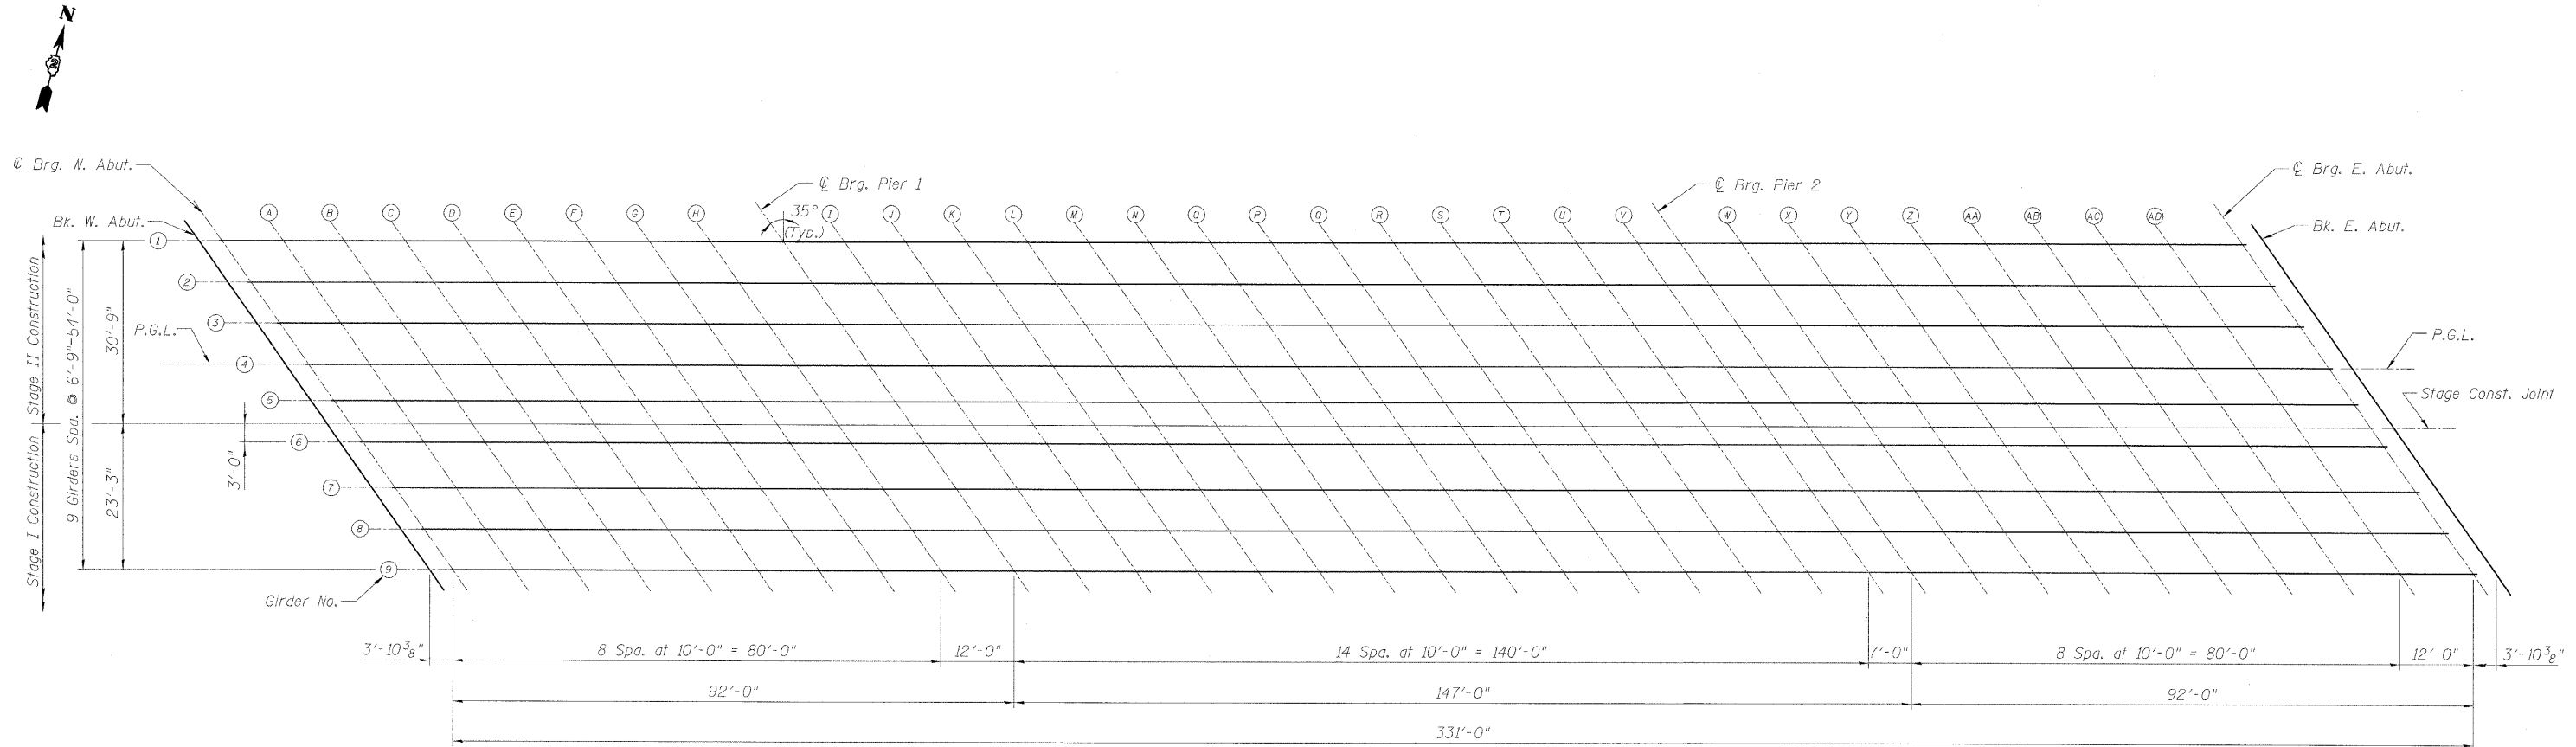 N
℄ Brg. W. Abut.
Bk. W. Abut.
℄ Brg. Pier 1
35°
(Typ.)
℄ Brg. Pier 2
℄ Brg. E. Abut.
Bk. E. Abut.
A B C D E F G H I J K L M N O P Q R S T U V W X Y Z AA AB AC AD
1
2
3
P.G.L.
4
5
6
7
8
9
Girder No.
P.G.L.
Stage Const. Joint
Stage II Construction
Stage I Construction
9 Girders Spa. @ 6'-9"=54'-0"
30'-9"
23'-3"
3'-0"
3'-10 3/8"
8 Spa. at 10'-0" = 80'-0"
12'-0"
14 Spa. at 10'-0" = 140'-0"
7'-0"
8 Spa. at 10'-0" = 80'-0"
12'-0"
3'-10 3/8"
92'-0"
147'-0"
92'-0"
331'-0"